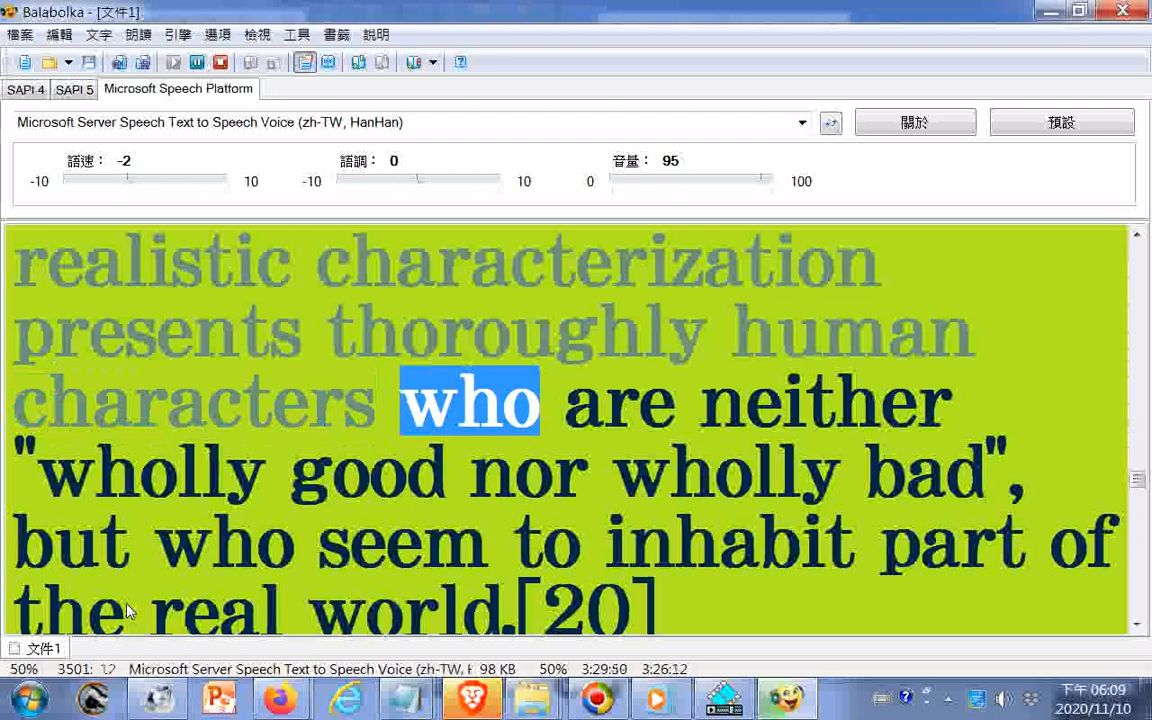 Balabolka - [文件1]
檔案 編輯 文字 朗讀 引擎 選項 檢視 工具 書籤 說明
SAPI 4 SAPI 5 Microsoft Speech Platform
Microsoft Server Speech Text to Speech Voice (zh-TW, HanHan) 關於 預設
語速： -2 語調： 0 音量： 95
-10 10 -10 10 0 100
realistic characterization
presents thoroughly human
characters who are neither
"wholly good nor wholly bad",
but who seem to inhabit part of
the real world.[20]
文件1
50% 3501: 12 Microsoft Server Speech Text to Speech Voice (zh-TW, 98 KB 50% 3:29:50 3:26:12
下午 06:09
2020/11/10